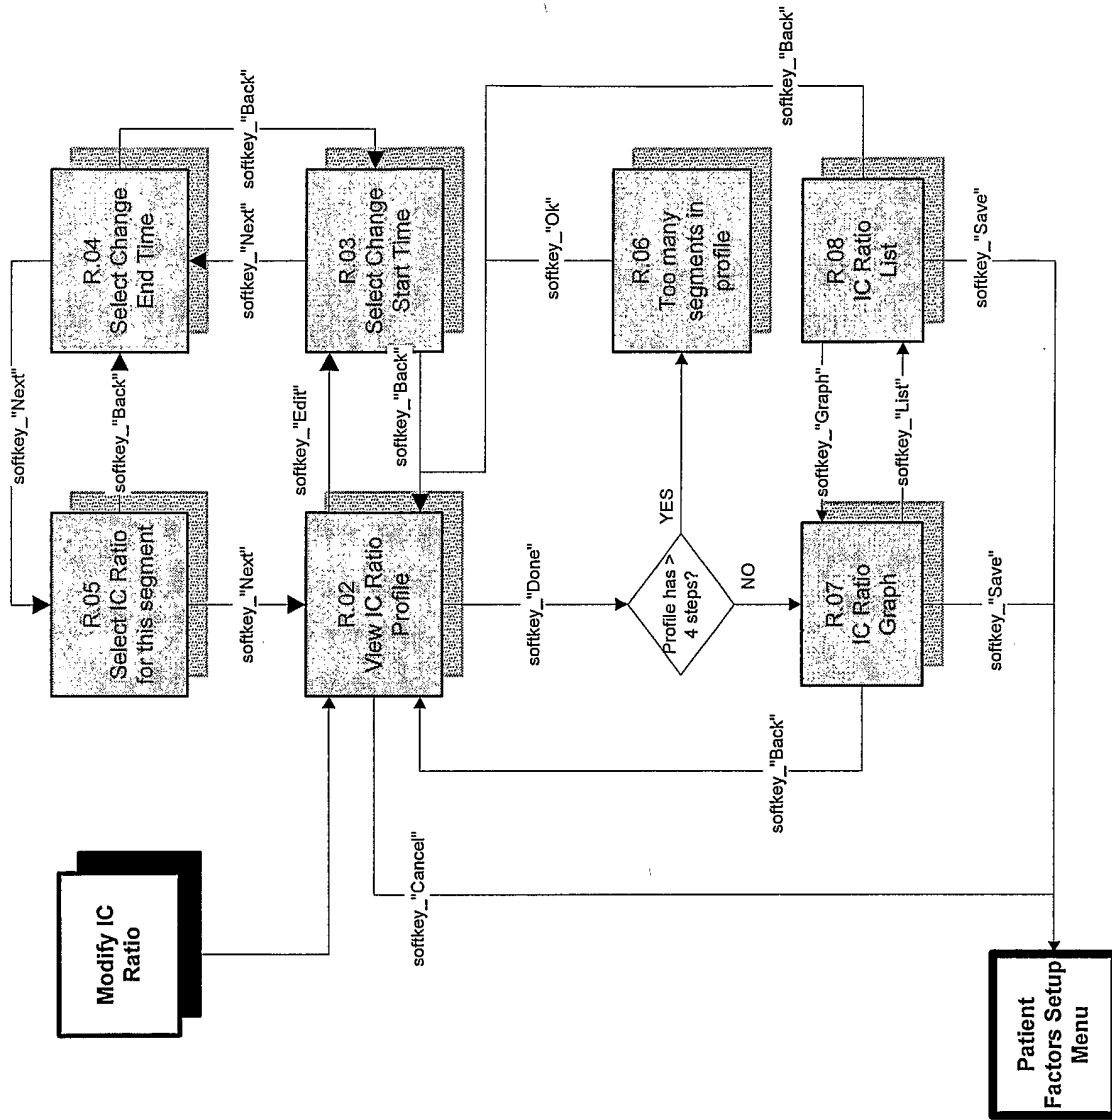 softkey_"Next"
R.05
Select IC Ratio
for this segment
softkey_"Back"
R.04
Select Change
End Time
softkey_"Back"
softkey_"Next"
softkey_"Next"
Modify IC
Ratio
R.02
View IC Ratio
Profile
softkey_"Edit"
softkey_"Back"
R.03
Select Change
Start Time
softkey_"Cancel"
softkey_"Done"
softkey_"Ok"
Profile has >
4 steps?
YES
NO
R.06
Too many
segments in
profile
softkey_"Back"
softkey_"Back"
R.07
IC Ratio
Graph
softkey_"Graph"
softkey_"List"
R.08
IC Ratio
List
softkey_"Save"
softkey_"Save"
Patient
Factors Setup
Menu